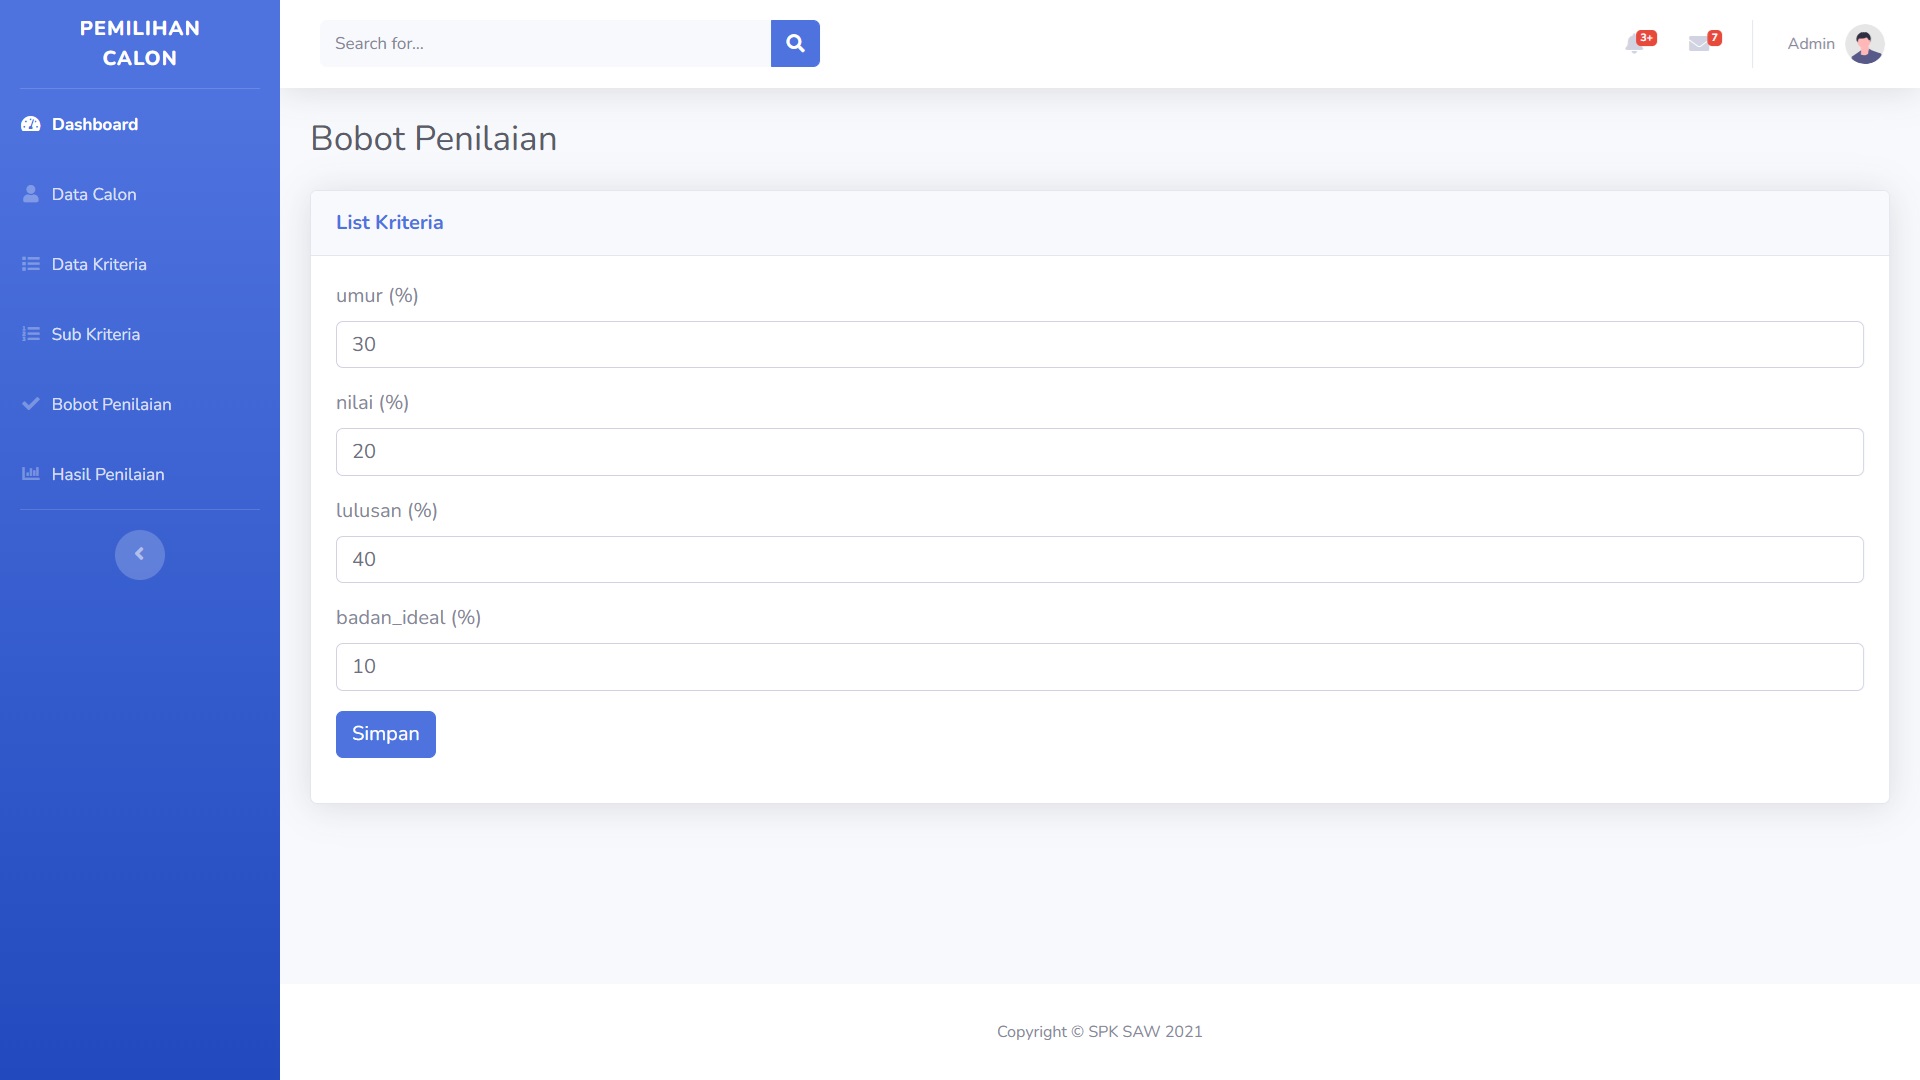 PEMILIHAN
CALON
Dashboard
Data Calon
Data Kriteria
Sub Kriteria
Bobot Penilaian
Hasil Penilaian
Search for...
3+
7
Admin
Bobot Penilaian
List Kriteria
umur (%)
30
nilai (%)
20
lulusan (%)
40
badan_ideal (%)
10
Simpan
Copyright © SPK SAW 2021